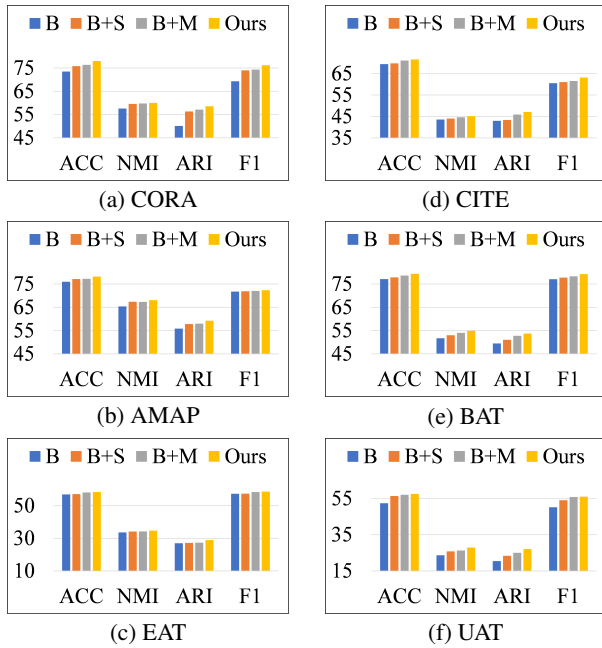 B B+S B+M Ours
75
65
55
45
ACC NMI ARI F1
(a) CORA
B B+S B+M Ours
65
55
45
35
ACC NMI ARI F1
(d) CITE
B B+S B+M Ours
75
65
55
45
ACC NMI ARI F1
(b) AMAP
B B+S B+M Ours
75
65
55
45
ACC NMI ARI F1
(e) BAT
B B+S B+M Ours
50
30
10
ACC NMI ARI F1
(c) EAT
B B+S B+M Ours
55
35
15
ACC NMI ARI F1
(f) UAT